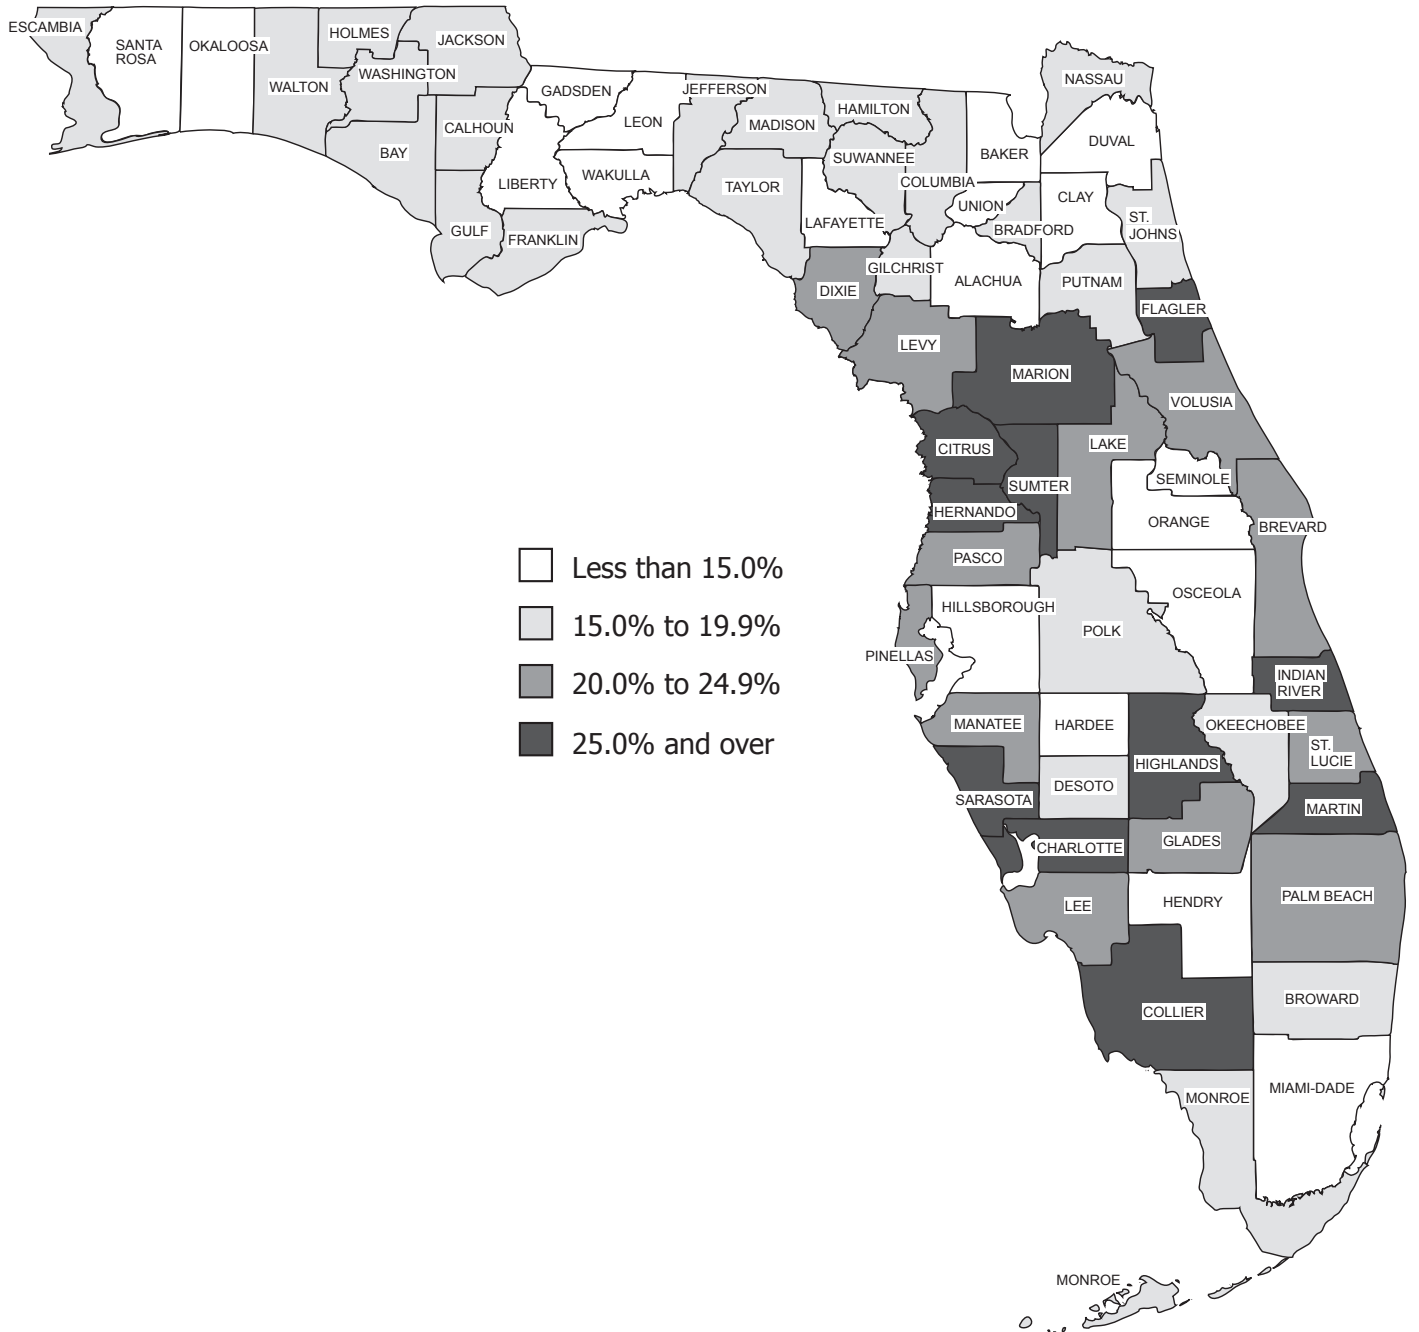 ESCAMBIA
SANTA
ROSA
OKALOOSA
WALTON
HOLMES
WASHINGTON
JACKSON
BAY
CALHOUN
GULF
GADSDEN
LIBERTY
FRANKLIN
LEON
WAKULLA
JEFFERSON
MADISON
TAYLOR
HAMILTON
SUWANNEE
LAFAYETTE
COLUMBIA
BAKER
UNION
BRADFORD
NASSAU
DUVAL
CLAY
ST.
JOHNS
DIXIE
GILCHRIST
ALACHUA
PUTNAM
FLAGLER
LEVY
MARION
VOLUSIA
CITRUS
SUMTER
LAKE
SEMINOLE
HERNANDO
ORANGE
BREVARD
PASCO
Less than 15.0%
15.0% to 19.9%
20.0% to 24.9%
25.0% and over
HILLSBOROUGH
PINELLAS
POLK
OSCEOLA
INDIAN
RIVER
MANATEE
HARDEE
HIGHLANDS
OKEECHOBEE
ST.
LUCIE
SARASOTA
DESOTO
MARTIN
CHARLOTTE
GLADES
LEE
HENDRY
PALM BEACH
COLLIER
BROWARD
MONROE
MIAMI-DADE
MONROE